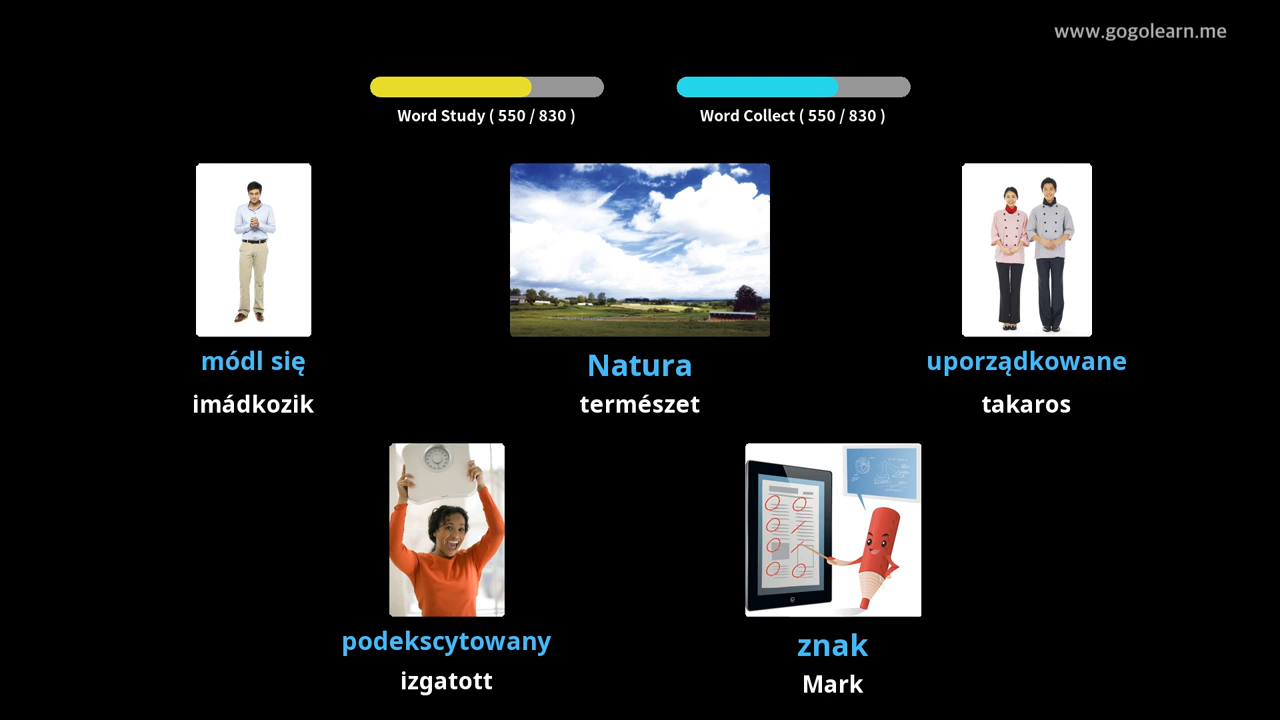 www.gogolearn.me
Word Study ( 550 / 830 )
Word Collect ( 550 / 830 )
módl się
imádkozik
Natura
természet
uporządkowane
takaros
podekscytowany
izgatott
znak
Mark